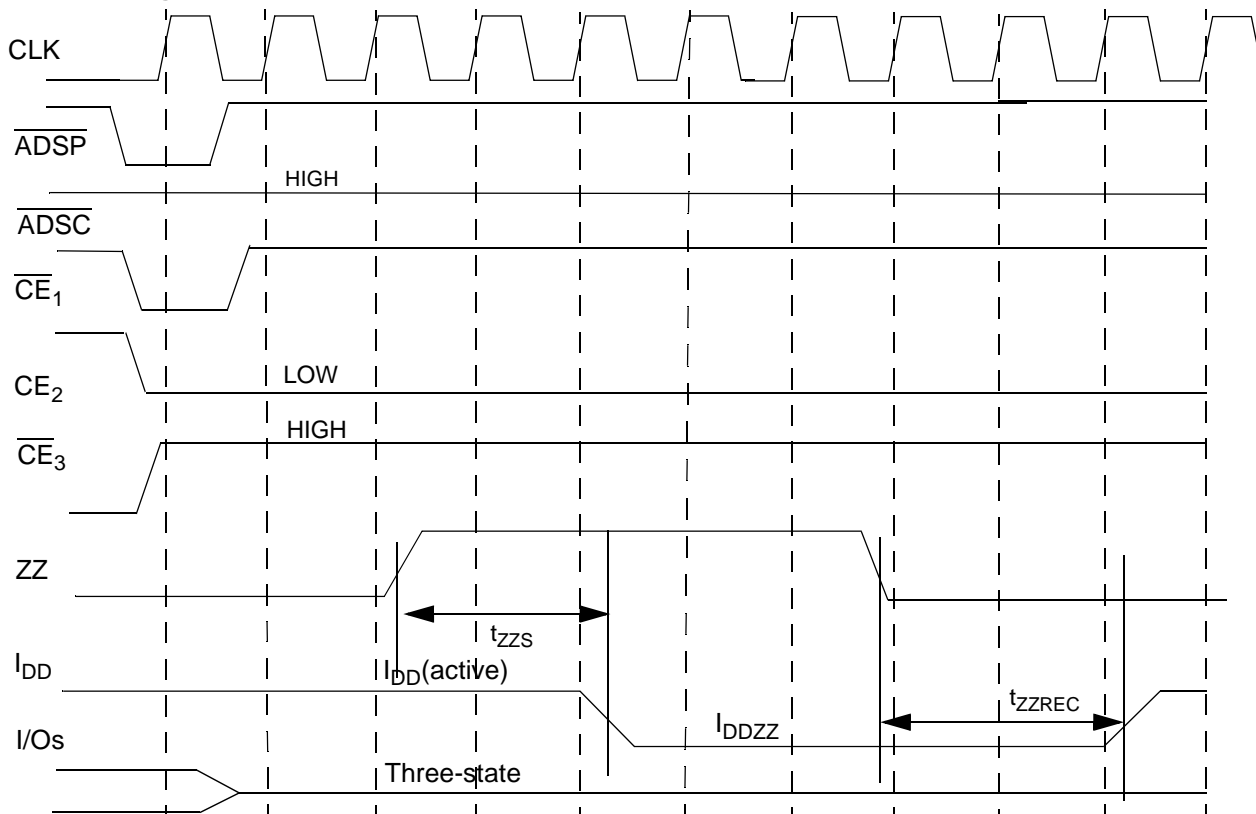 CLK
ADSP
HIGH
ADSC
CE1
CE2
LOW
CE3
HIGH
ZZ
tZZS
IDD
IDD(active)
tZZREC
IDDZZ
I/Os
Three-state